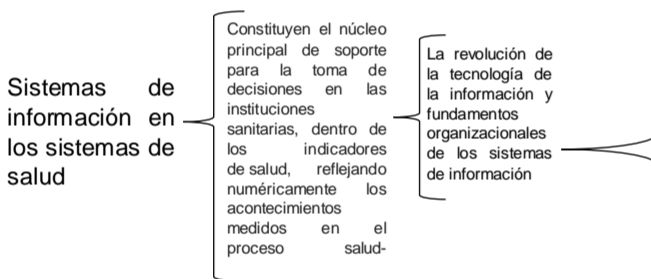 Sistemas de
información en
los sistemas de
salud
Constituyen el núcleo
principal de soporte
para la toma de
decisiones en las
instituciones
sanitarias, dentro de
los indicadores
de salud, reflejando
numéricamente los
acontecimientos
medidos en el
proceso salud-
La revolución de
la tecnología de
la información y
fundamentos
organizacionales
de los sistemas
de información